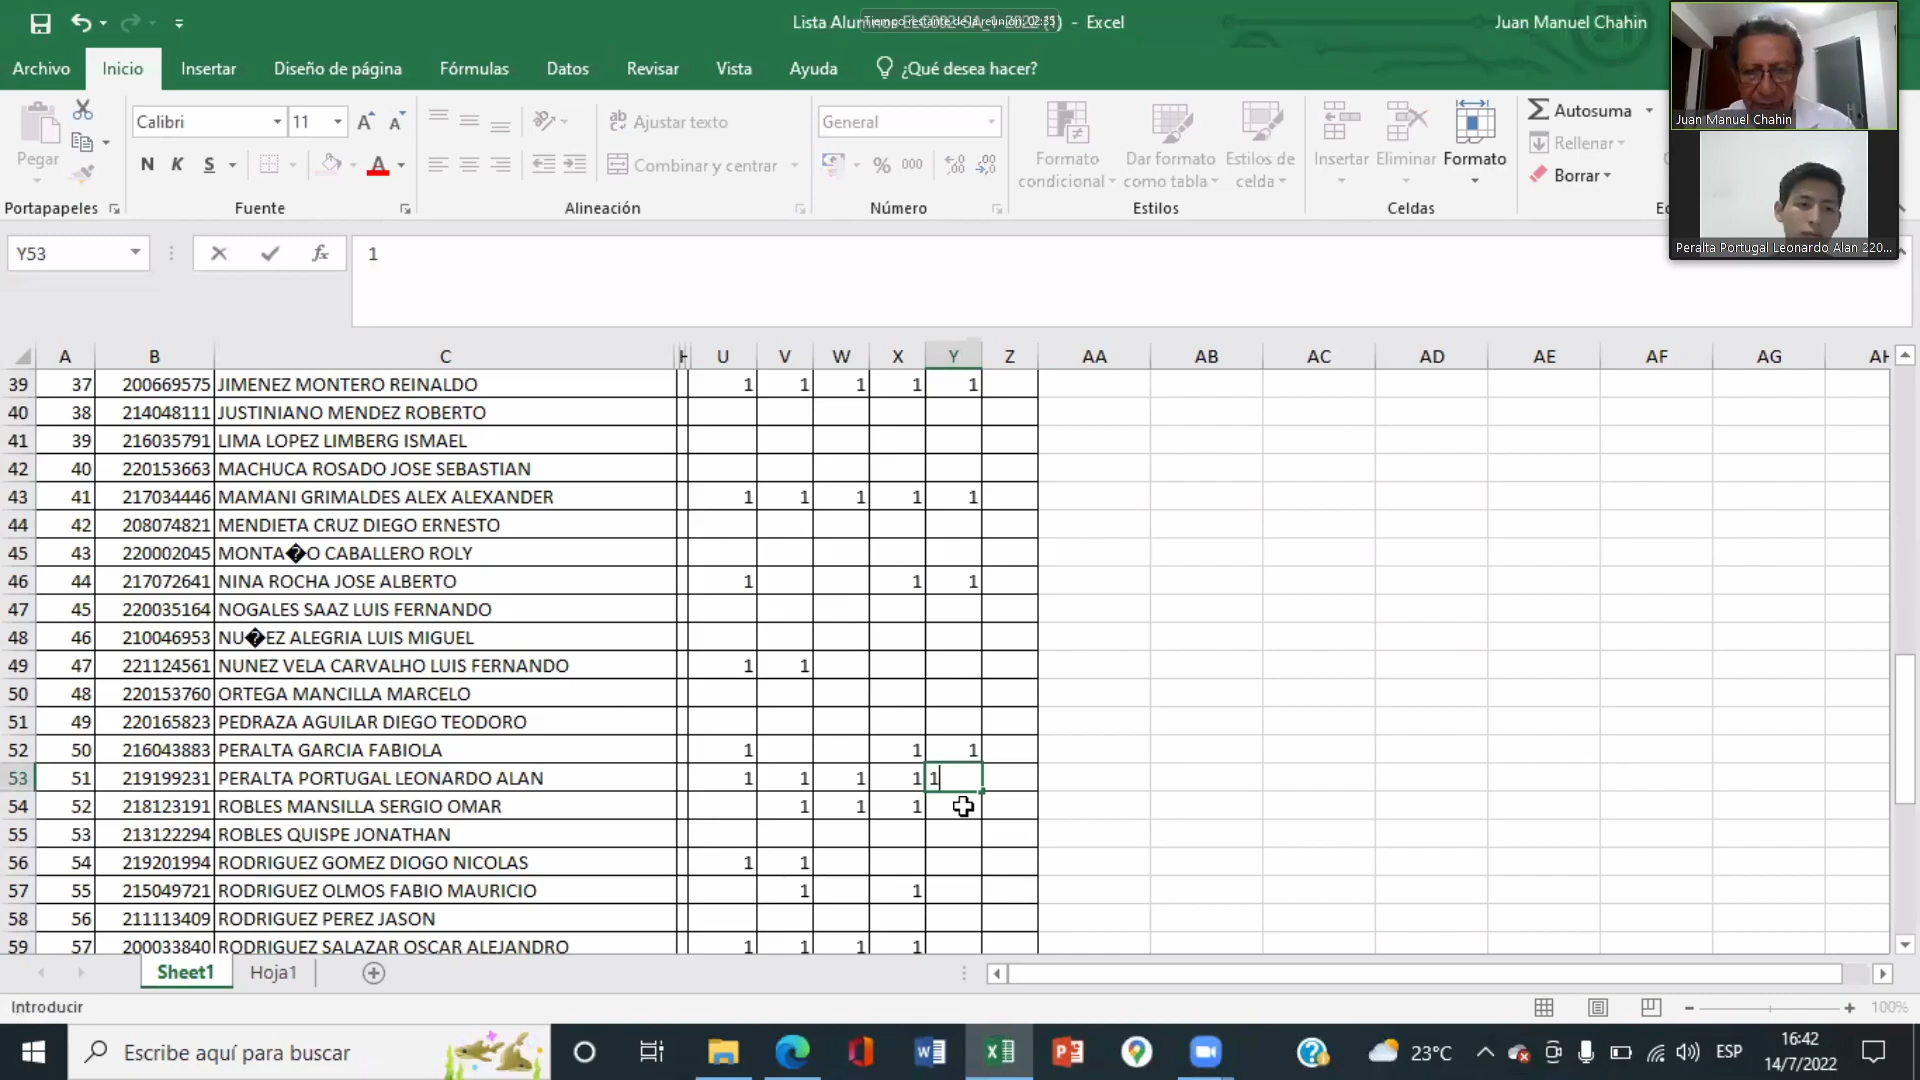 Lista Alum
Tiempo restante de la reunión: 02:35
) - Excel
Juan Manuel Chahin
Archivo Inicio Insertar Diseño de página Fórmulas Datos Revisar Vista Ayuda ¿Qué desea hacer?
Pegar
Calibri 11
N K S
Ajustar texto
Combinar y centrar
General
% 000
Formato condicional
Dar formato como tabla
Estilos de celda
Insertar Eliminar Formato
Autosuma
Rellenar
Borrar
Portapapeles Fuente Alineación Número Estilos Celdas
Juan Manuel Chahin
Peralta Portugal Leonardo Alan 220...
Y53 fx 1
A B C H U V W X Y Z AA AB AC AD AE AF AG AH
39 37 200669575 JIMENEZ MONTERO REINALDO 1 1 1 1 1
40 38 214048111 JUSTINIANO MENDEZ ROBERTO
41 39 216035791 LIMA LOPEZ LIMBERG ISMAEL
42 40 220153663 MACHUCA ROSADO JOSE SEBASTIAN
43 41 217034446 MAMANI GRIMALDES ALEX ALEXANDER 1 1 1 1 1
44 42 208074821 MENDIETA CRUZ DIEGO ERNESTO
45 43 220002045 MONTA�O CABALLERO ROLY
46 44 217072641 NINA ROCHA JOSE ALBERTO 1 1 1
47 45 220035164 NOGALES SAAZ LUIS FERNANDO
48 46 210046953 NU�EZ ALEGRIA LUIS MIGUEL
49 47 221124561 NUNEZ VELA CARVALHO LUIS FERNANDO 1 1
50 48 220153760 ORTEGA MANCILLA MARCELO
51 49 220165823 PEDRAZA AGUILAR DIEGO TEODORO
52 50 216043883 PERALTA GARCIA FABIOLA 1 1 1
53 51 219199231 PERALTA PORTUGAL LEONARDO ALAN 1 1 1 1 1
54 52 218123191 ROBLES MANSILLA SERGIO OMAR 1 1 1
55 53 213122294 ROBLES QUISPE JONATHAN
56 54 219201994 RODRIGUEZ GOMEZ DIOGO NICOLAS 1 1
57 55 215049721 RODRIGUEZ OLMOS FABIO MAURICIO 1 1
58 56 211113409 RODRIGUEZ PEREZ JASON
59 57 200033840 RODRIGUEZ SALAZAR OSCAR ALEJANDRO 1 1 1 1
Sheet1 Hoja1
Introducir
100%
Escribe aquí para buscar
23°C
ESP
16:42
14/7/2022